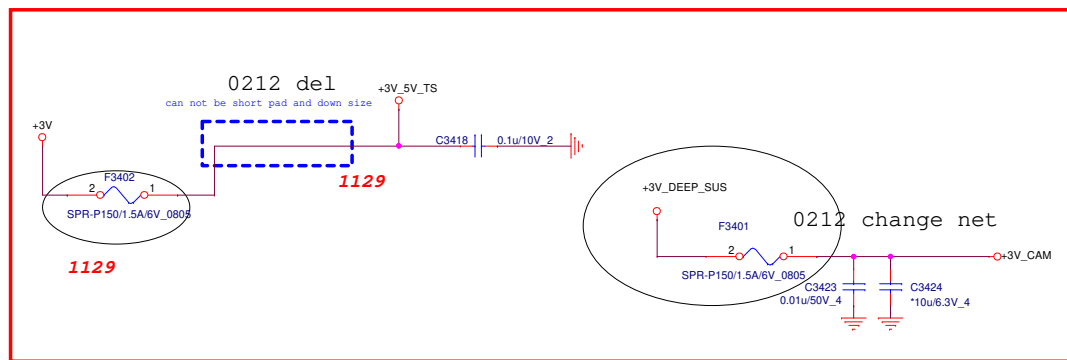 0212 del
can not be short pad and down size
+3V_5V_TS
+3V
C3418
0.1u/10V_2
F3402
2
1
SPR-P150/1.5A/6V_0805
1129
1129
+3V_DEEP_SUS
F3401
0212 change net
2
1
+3V_CAM
SPR-P150/1.5A/6V_0805
C3423
0.01u/50V_4
C3424
*10u/6.3V_4